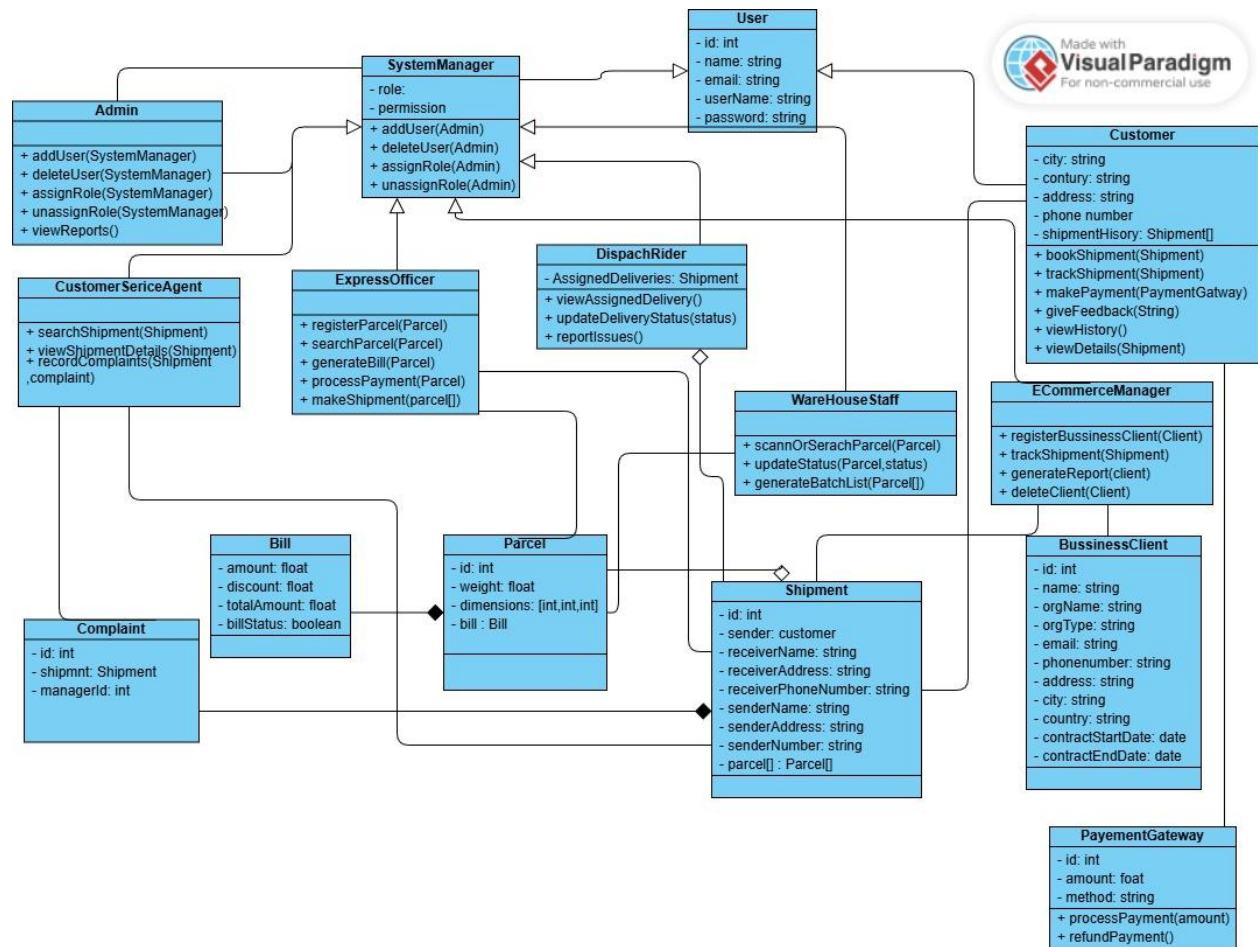 User
- id: int
- name: string
- email: string
- userName: string
- password: string
Made with
Visual Paradigm
For non-commercial use
SystemManager
- role:
- permission
+ addUser(Admin)
+ deleteUser(Admin)
+ assignRole(Admin)
+ unassignRole(Admin)
Admin
+ addUser(SystemManager)
+ deleteUser(SystemManager)
+ assignRole(SystemManager)
+ unassignRole(SystemManager)
+ viewReports()
Customer
- city: string
- contury: string
- address: string
- phone number
- shipmentHisory: Shipment[]
+ bookShipment(Shipment)
+ trackShipment(Shipment)
+ makePayment(PaymentGatway)
+ giveFeedback(String)
+ viewHistory()
+ viewDetails(Shipment)
DispachRider
- AssignedDeliveries: Shipment
+ viewAssignedDelivery()
+ updateDeliveryStatus(status)
+ reportIssues()
CustomerSericeAgent
+ searchShipment(Shipment)
+ viewShipmentDetails(Shipment)
+ recordComplaints(Shipment
,complaint)
ExpressOfficer
+ registerParcel(Parcel)
+ searchParcel(Parcel)
+ generateBill(Parcel)
+ processPayment(Parcel)
+ makeShipment(parcel[])
WareHouseStaff
+ scannOrSerachParcel(Parcel)
+ updateStatus(Parcel,status)
+ generateBatchList(Parcel[])
ECommerceManager
+ registerBussinessClient(Client)
+ trackShipment(Shipment)
+ generateReport(client)
+ deleteClient(Client)
Bill
- amount: float
- discount: float
- totalAmount: float
- billStatus: boolean
Parcel
- id: int
- weight: float
- dimensions: [int,int,int]
- bill : Bill
Shipment
- id: int
- sender: customer
- receiverName: string
- receiverAddress: string
- receiverPhoneNumber: string
- senderName: string
- senderAddress: string
- senderNumber: string
- parcel[] : Parcel[]
BussinessClient
- id: int
- name: string
- orgName: string
- orgType: string
- email: string
- phonenumber: string
- address: string
- city: string
- country: string
- contractStartDate: date
- contractEndDate: date
Complaint
- id: int
- shipmnt: Shipment
- managerId: int
PayementGateway
- id: int
- amount: foat
- method: string
+ processPayment(amount)
+ refundPayment()